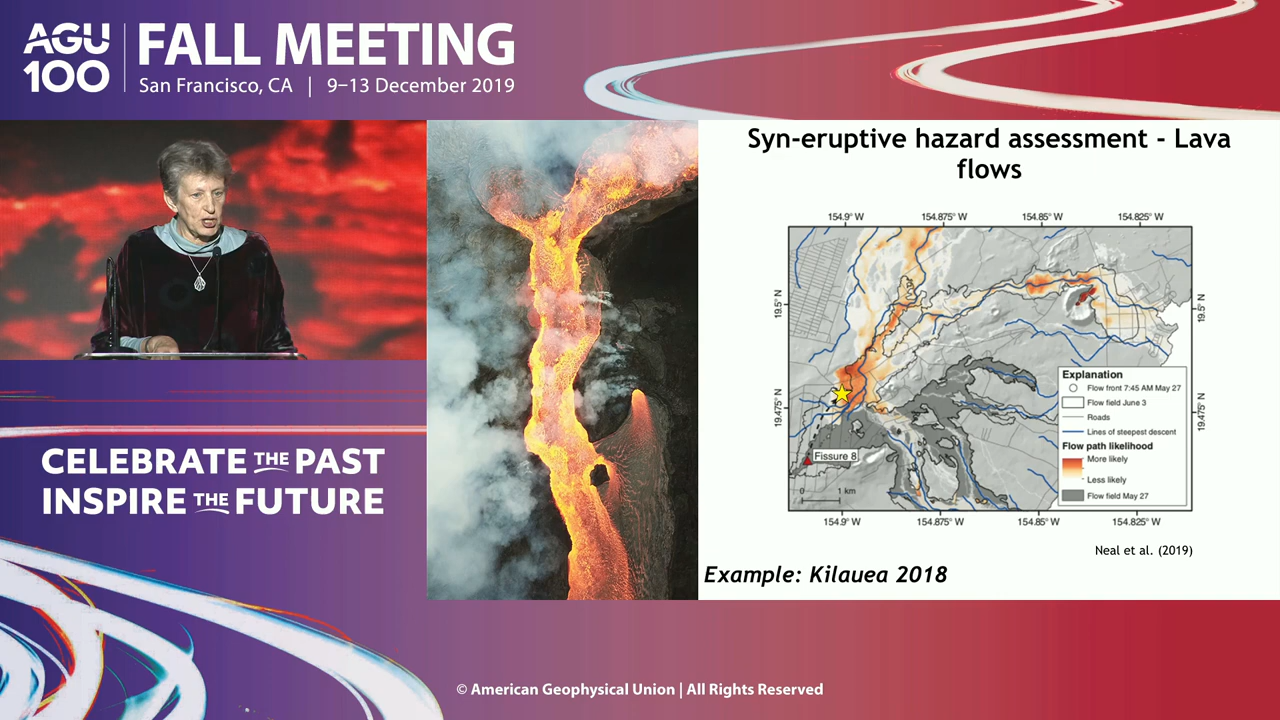 AGU
100
FALL MEETING
San Francisco, CA | 9–13 December 2019
Syn-eruptive hazard assessment - Lava
flows
154.9° W 154.875° W 154.85° W 154.825° W
19.5° N
19.5° N
19.475° N
19.475° N
Explanation
Flow front 7:45 AM May 27
Flow field June 3
Roads
Lines of steepest descent
Flow path likelihood
More likely
Less likely
Flow field May 27
Fissure 8
0 1 km
154.9° W 154.875° W 154.85° W 154.825° W
Neal et al. (2019)
Example: Kilauea 2018
CELEBRATE THE PAST
INSPIRE THE FUTURE
© American Geophysical Union | All Rights Reserved